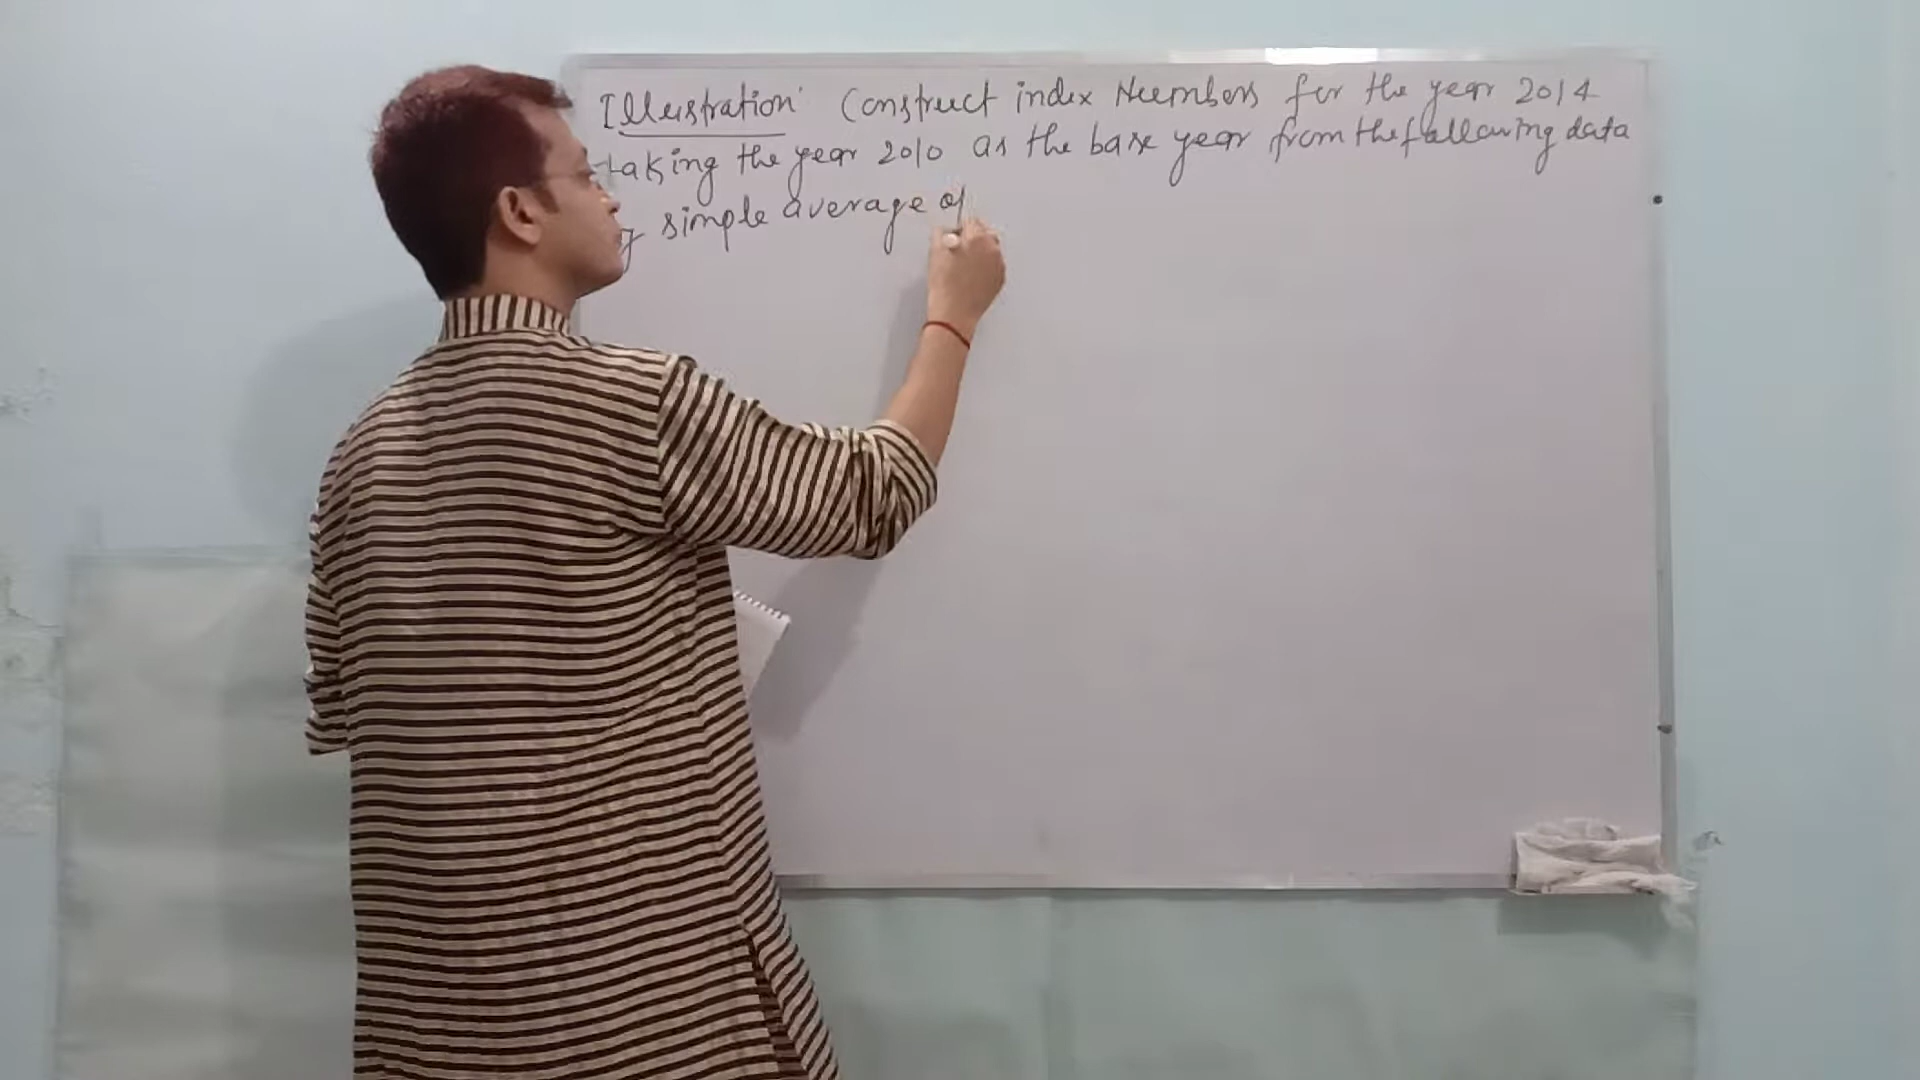 Illustration: Construct index Numbers for the year 2014
taking the year 2010 as the base year from the following data
simple average of